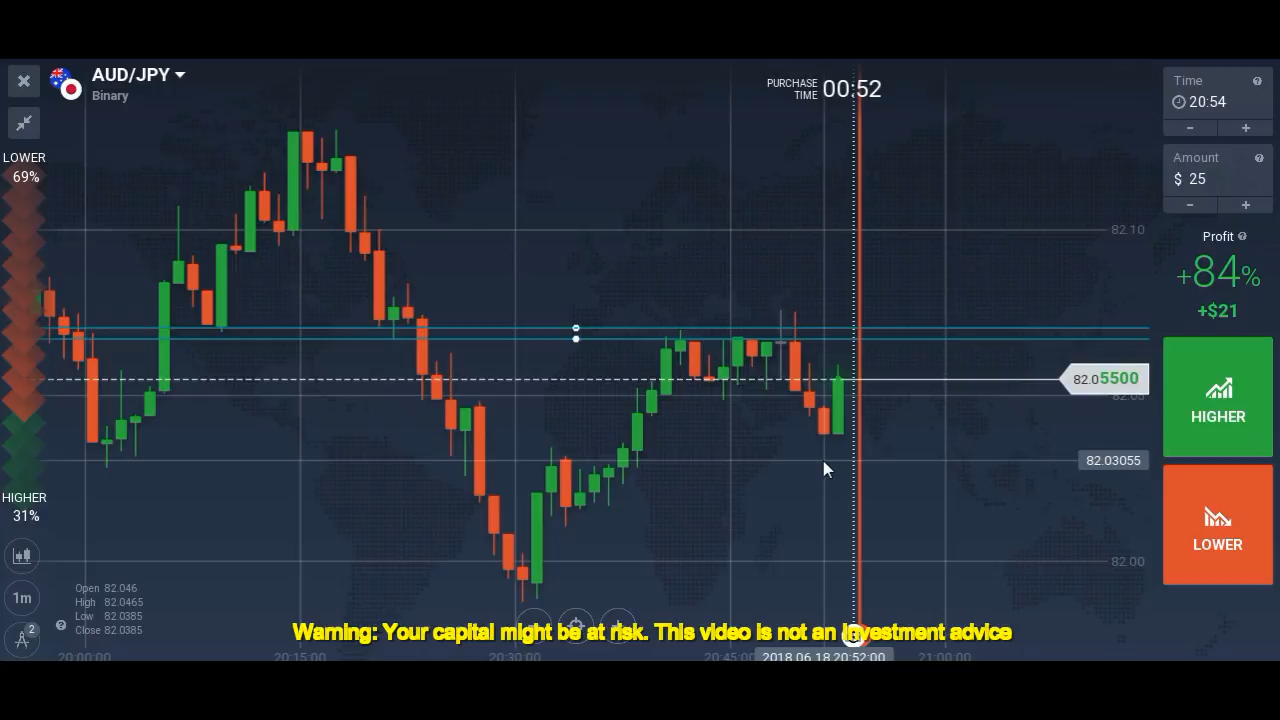 AUD/JPY
Binary
PURCHASE TIME 00:52
Time
20:54
- +
Amount
$ 25
- +
LOWER
69%
82.10
Profit
+84%
+$21
82.05500
82.05
HIGHER
82.03055
HIGHER
31%
LOWER
82.00
1m
2
Open 82.046
High 82.0465
Low 82.0385
Close 82.0385
Warning: Your capital might be at risk. This video is not an investment advice
20:00:00 20:15:00 20:30:00 20:45:00 2018.06.18 20:52:00 21:00:00